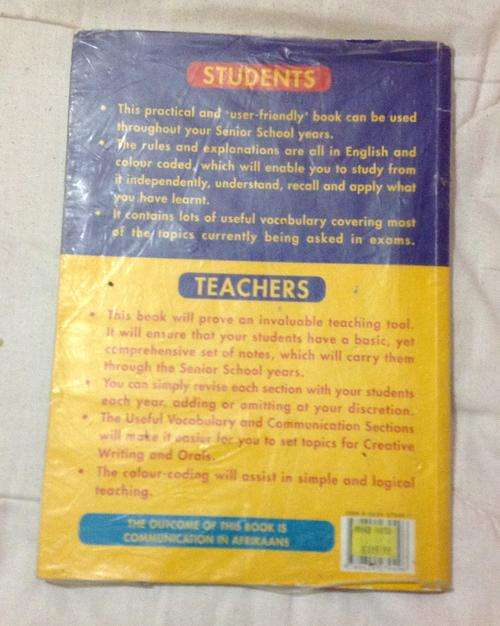 STUDENTS
• This practical and 'user-friendly' book can be used
throughout your Senior School years.
• The rules and explanations are all in English and
colour coded, which will enable you to study from
it independently, understand, recall and apply what
you have learnt.
• It contains lots of useful vocabulary covering most
of the topics currently being asked in exams.
TEACHERS
• This book will prove an invaluable teaching tool.
It will ensure that your students have a basic, yet
comprehensive set of notes, which will carry them
through the Senior School years.
• You can simply revise each section with your students
each year, adding or omitting at your discretion.
• The Useful Vocabulary and Communication Sections
will make it easier for you to set topics for Creative
Writing and Orals.
• The colour-coding will assist in simple and logical
teaching.
THE OUTCOME OF THIS BOOK IS
COMMUNICATION IN AFRIKAANS